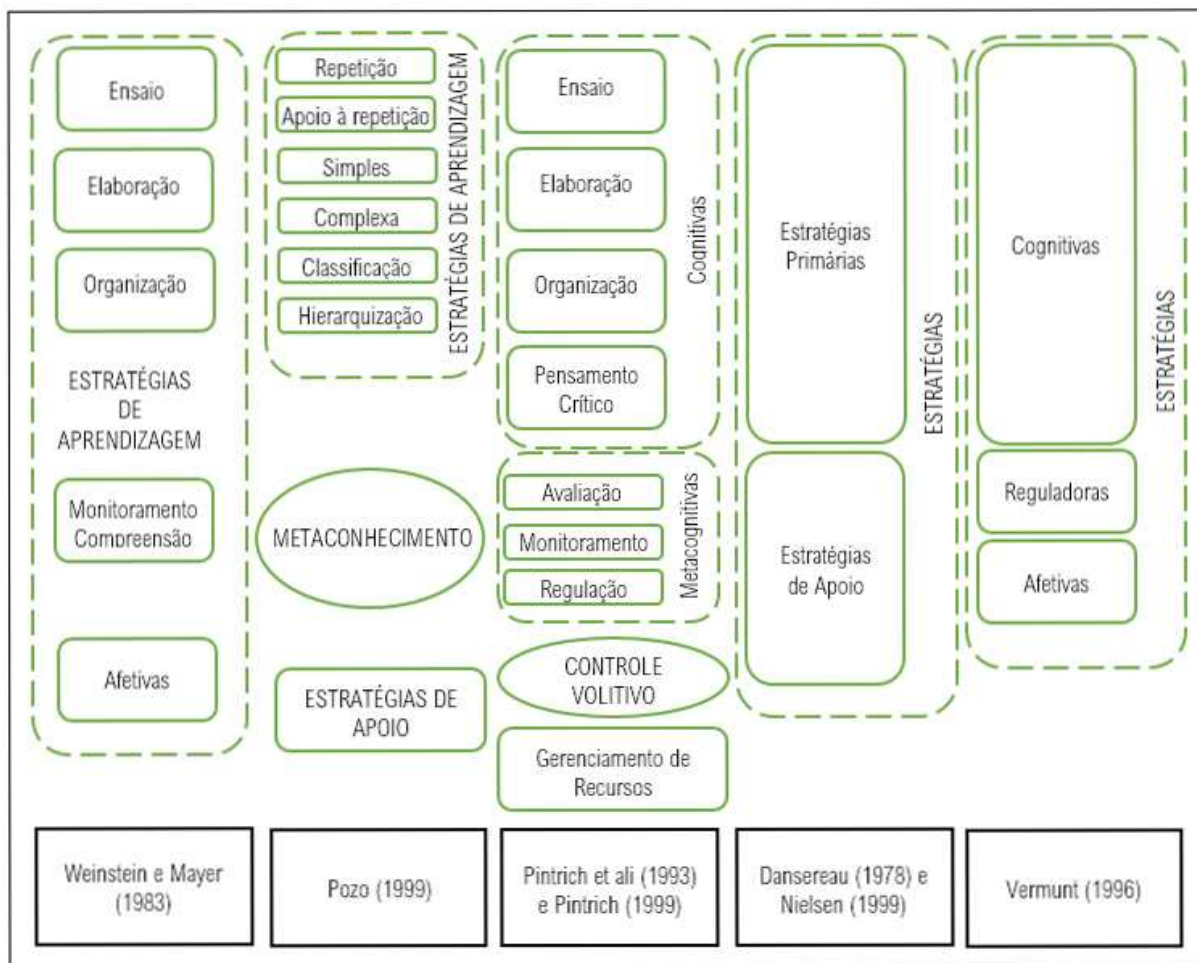 Ensaio
Elaboração
Organização
ESTRATÉGIAS
DE
APRENDIZAGEM
Monitoramento
Compreensão
Afetivas
Repetição
Apoio à repetição
Simples
Complexa
Classificação
Hierarquização
ESTRATÉGIAS DE APRENDIZAGEM
METACONHECIMENTO
ESTRATÉGIAS DE
APOIO
Ensaio
Elaboração
Organização
Pensamento
Crítico
Cognitivas
Avaliação
Monitoramento
Regulação
Metacognitivas
CONTROLE
VOLITIVO
Gerenciamento de
Recursos
Estratégias
Primárias
Estratégias
de Apoio
ESTRATÉGIAS
Cognitivas
Reguladoras
Afetivas
ESTRATÉGIAS
Weinstein e Mayer
(1983)
Pozo (1999)
Pintrich et ali (1993)
e Pintrich (1999)
Dansereau (1978) e
Nielsen (1999)
Vermunt (1996)